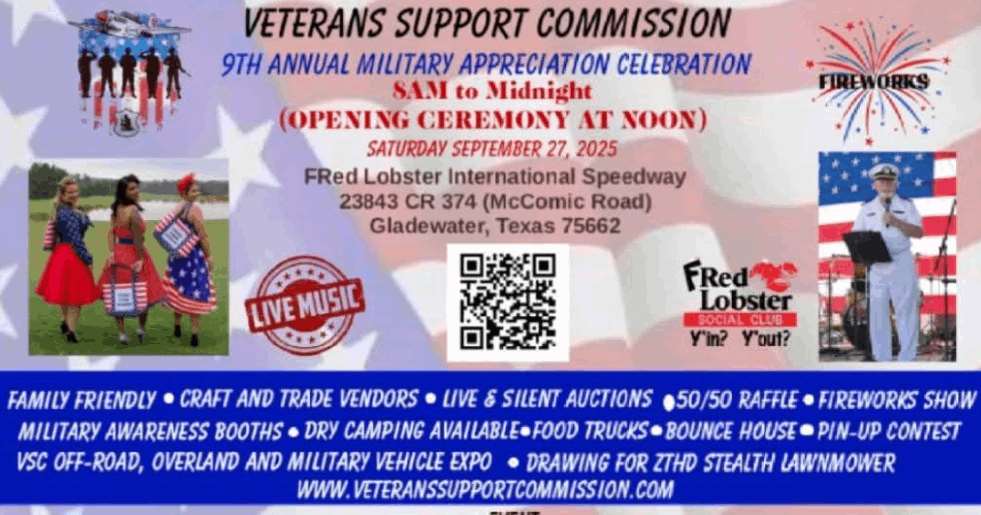 VETERANS SUPPORT COMMISSION
9TH ANNUAL MILITARY APPRECIATION CELEBRATION
8AM to Midnight
(OPENING CEREMONY AT NOON)
SATURDAY SEPTEMBER 27, 2025
FRed Lobster International Speedway
23843 CR 374 (McComic Road)
Gladewater, Texas 75662
FIREWORKS
LIVE MUSIC
FRed
Lobster
SOCIAL CLUB
Y'in? Y'out?
FAMILY FRIENDLY • CRAFT AND TRADE VENDORS • LIVE & SILENT AUCTIONS • 50/50 RAFFLE • FIREWORKS SHOW
MILITARY AWARENESS BOOTHS • DRY CAMPING AVAILABLE • FOOD TRUCKS • BOUNCE HOUSE • PIN-UP CONTEST
VSC OFF-ROAD, OVERLAND AND MILITARY VEHICLE EXPO • DRAWING FOR ZTHD STEALTH LAWNMOWER
WWW.VETERANSSUPPORTCOMMISSION.COM